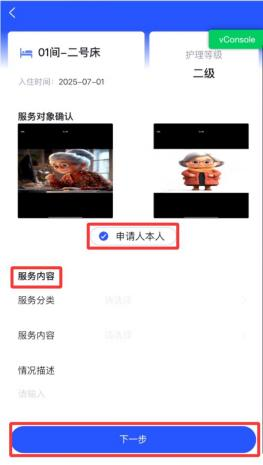 vConsole
01间-二号床
护理等级
二级
入住时间：2025-07-01
服务对象确认
申请人本人
服务内容
服务分类
请选择
服务内容
请选择
情况描述
请输入
下一步